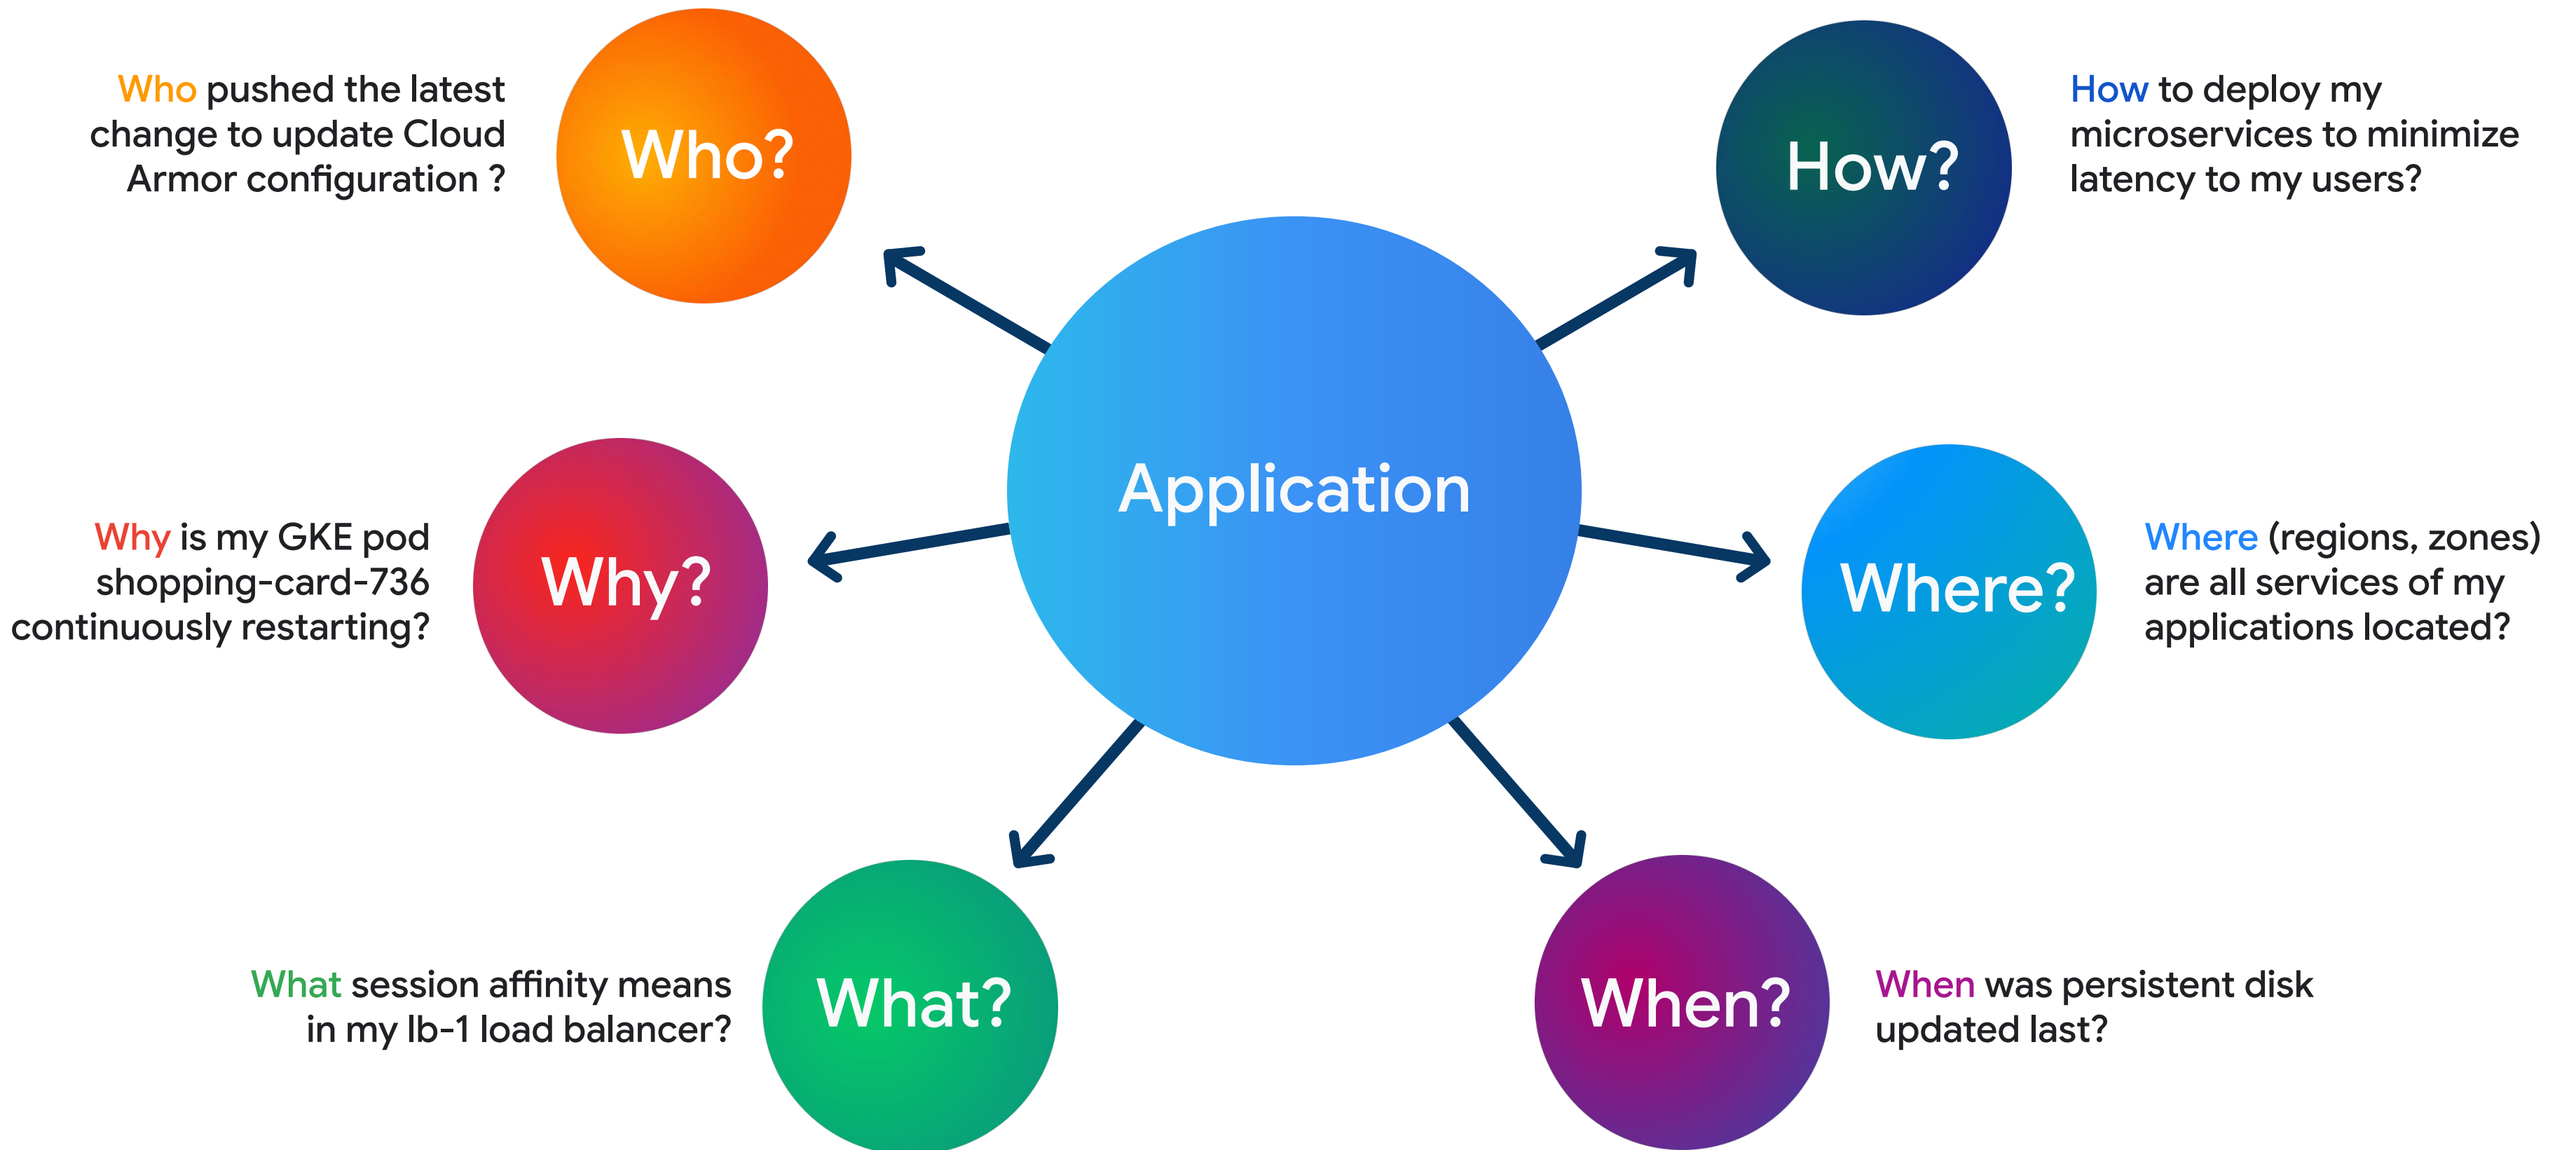 Who pushed the latest
change to update Cloud
Armor configuration ?
Who?
How?
How to deploy my
microservices to minimize
latency to my users?
Application
Why is my GKE pod
shopping-card-736
continuously restarting?
Why?
Where?
Where (regions, zones)
are all services of my
applications located?
What session affinity means
in my lb-1 load balancer?
What?
When?
When was persistent disk
updated last?